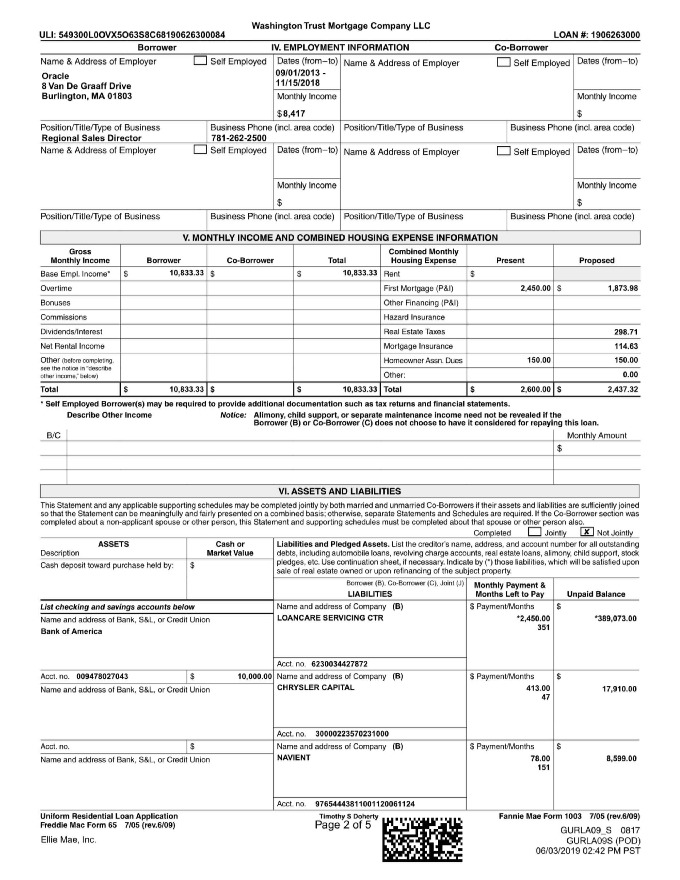 Washington Trust Mortgage Company LLC
ULI: 549300L0OVX5O63S8C68190626300084 LOAN #: 1906263000
Borrower IV. EMPLOYMENT INFORMATION Co-Borrower
Name & Address of Employer Self Employed Dates (from–to) Name & Address of Employer Self Employed Dates (from–to)
Oracle 09/01/2013 -
8 Van De Graaff Drive 11/15/2018
Burlington, MA 01803 Monthly Income Monthly Income
$8,417 $
Position/Title/Type of Business Business Phone (incl. area code) Position/Title/Type of Business Business Phone (incl. area code)
Regional Sales Director 781-262-2500
Name & Address of Employer Self Employed Dates (from–to) Name & Address of Employer Self Employed Dates (from–to)
Monthly Income Monthly Income
$ $
Position/Title/Type of Business Business Phone (incl. area code) Position/Title/Type of Business Business Phone (incl. area code)
V. MONTHLY INCOME AND COMBINED HOUSING EXPENSE INFORMATION
Gross Combined Monthly
Monthly Income Borrower Co-Borrower Total Housing Expense Present Proposed
Base Empl. Income* $ 10,833.33 $ $ 10,833.33 Rent $
Overtime First Mortgage (P&I) 2,450.00 $ 1,873.98
Bonuses Other Financing (P&I)
Commissions Hazard Insurance
Dividends/Interest Real Estate Taxes 298.71
Net Rental Income Mortgage Insurance 114.63
Other (before completing, Homeowner Assn. Dues 150.00 150.00
see the notice in "describe
other income," below) Other: 0.00
Total $ 10,833.33 $ $ 10,833.33 Total $ 2,600.00 $ 2,437.32
* Self Employed Borrower(s) may be required to provide additional documentation such as tax returns and financial statements.
Describe Other Income Notice: Alimony, child support, or separate maintenance income need not be revealed if the
Borrower (B) or Co-Borrower (C) does not choose to have it considered for repaying this loan.
B/C Monthly Amount
$
VI. ASSETS AND LIABILITIES
This Statement and any applicable supporting schedules may be completed jointly by both married and unmarried Co-Borrowers if their assets and liabilities are sufficiently joined
so that the Statement can be meaningfully and fairly presented on a combined basis; otherwise, separate Statements and Schedules are required. If the Co-Borrower section was
completed about a non-applicant spouse or other person, this Statement and supporting schedules must be completed about that spouse or other person also.
Completed Jointly X Not Jointly
ASSETS Cash or Liabilities and Pledged Assets. List the creditor's name, address, and account number for all outstanding
Description Market Value debts, including automobile loans, revolving charge accounts, real estate loans, alimony, child support, stock
Cash deposit toward purchase held by: $ pledges, etc. Use continuation sheet, if necessary. Indicate by (*) those liabilities, which will be satisfied upon
sale of real estate owned or upon refinancing of the subject property.
Borrower (B), Co-Borrower (C), Joint (J) Monthly Payment &
LIABILITIES Months Left to Pay Unpaid Balance
List checking and savings accounts below Name and address of Company (B) $ Payment/Months $
Name and address of Bank, S&L, or Credit Union LOANCARE SERVICING CTR *2,450.00 *389,073.00
Bank of America 351
Acct. no. 6230034427872
Acct. no. 009478027043 $ 10,000.00 Name and address of Company (B) $ Payment/Months $
Name and address of Bank, S&L, or Credit Union CHRYSLER CAPITAL 413.00 17,910.00
47
Acct. no. 30000223570231000
Acct. no. $ Name and address of Company (B) $ Payment/Months $
Name and address of Bank, S&L, or Credit Union NAVIENT 78.00 8,599.00
151
Acct. no. 97654443811001120061124
Uniform Residential Loan Application Timothy S Doherty Fannie Mae Form 1003 7/05 (rev.6/09)
Freddie Mac Form 65 7/05 (rev.6/09) Page 2 of 5
GURLA09_S 0817
Ellie Mae, Inc. GURLA09S (POD)
06/03/2019 02:42 PM PST